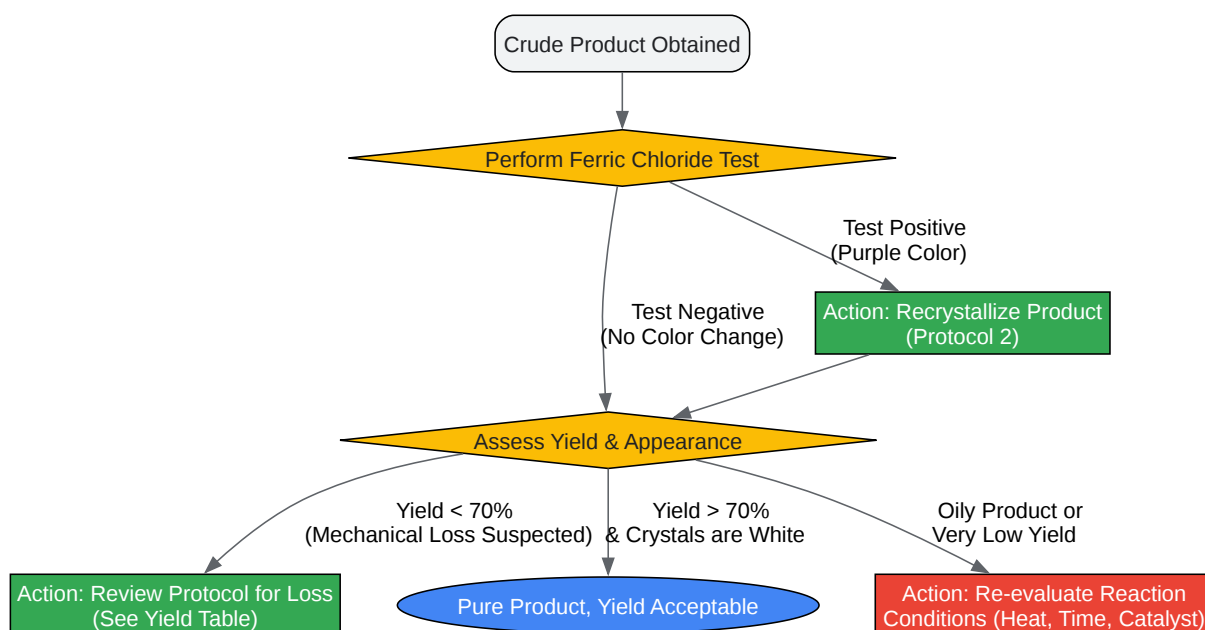 Crude Product Obtained
Perform Ferric Chloride Test
Test Positive
(Purple Color)
Test Negative
(No Color Change)
Action: Recrystallize Product
(Protocol 2)
Assess Yield & Appearance
Yield < 70%
(Mechanical Loss Suspected)
Yield > 70%
& Crystals are White
Oily Product or
Very Low Yield
Action: Review Protocol for Loss
(See Yield Table)
Pure Product, Yield Acceptable
Action: Re-evaluate Reaction
Conditions (Heat, Time, Catalyst)